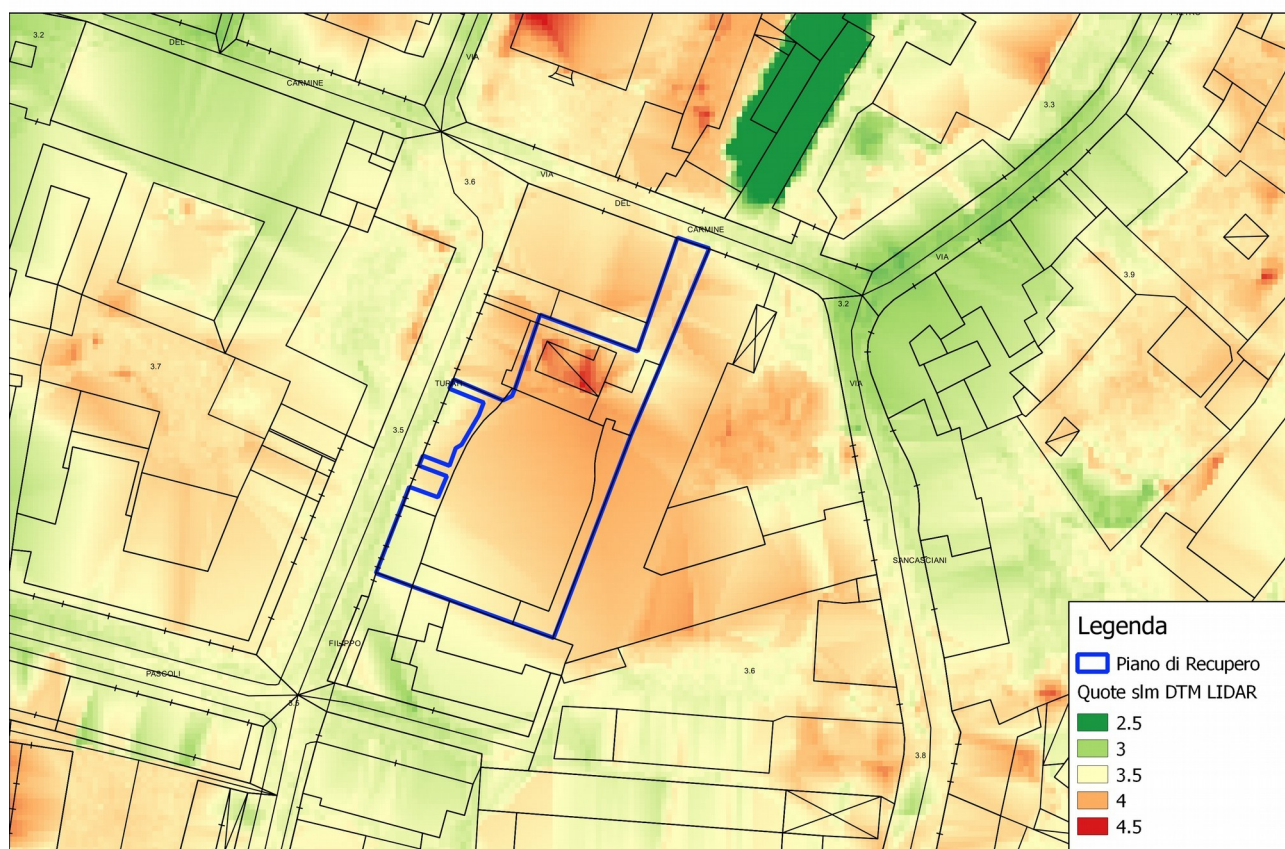 3.2
DEL
CARMINE
VIA
3.3
3.6
VIA
DEL
CARMINE
VIA
3.9
3.2
3.7
TURATI
VIA
3.5
SANCASCIANI
FILIPPO
3.6
PASCOLI
3.8
Legenda
Piano di Recupero
Quote slm DTM LIDAR
2.5
3
3.5
4
4.5